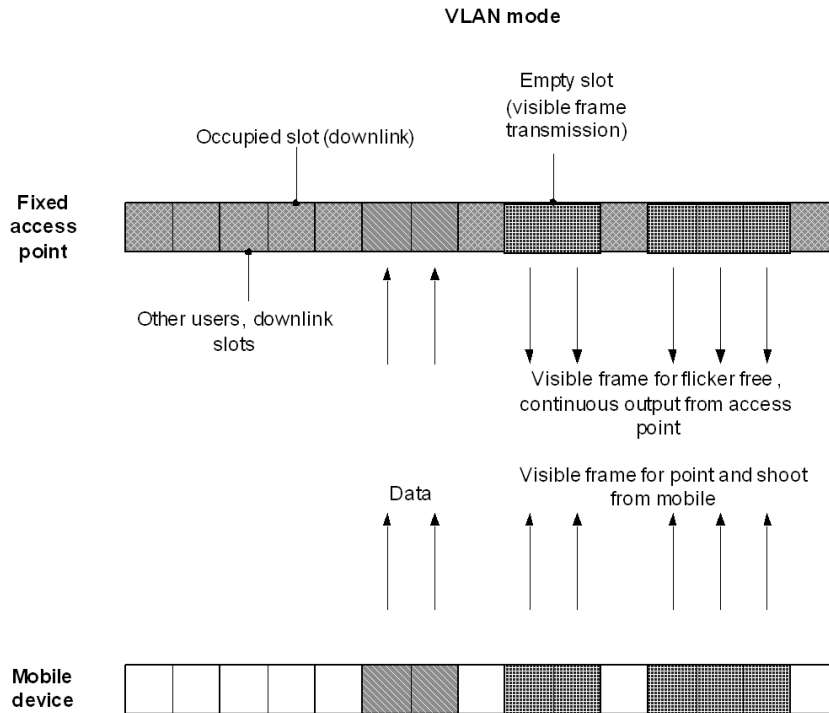 VLAN mode
Empty slot
(visible frame
transmission)
Occupied slot (downlink)
Fixed
access
point
Other users, downlink
slots
Visible frame for flicker free,
continuous output from access
point
Data
Visible frame for point and shoot
from mobile
Mobile
device